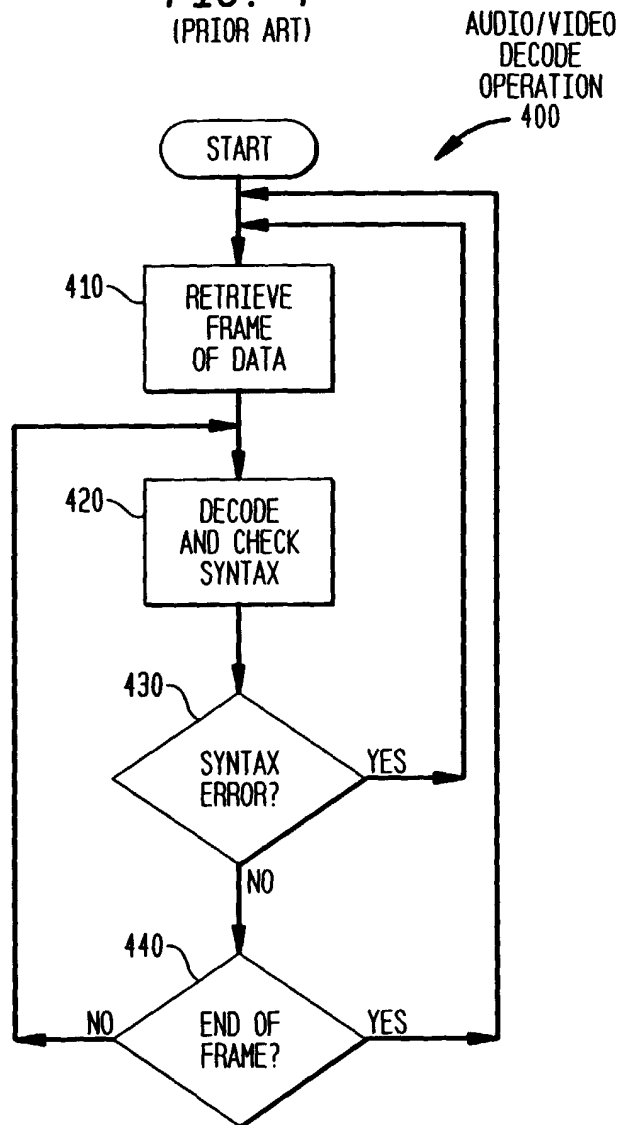 (PRIOR ART)
AUDIO/VIDEO
DECODE
OPERATION
400
START
410
RETRIEVE
FRAME
OF DATA
420
DECODE
AND CHECK
SYNTAX
430
SYNTAX
ERROR?
YES
NO
440
END OF
FRAME?
NO
YES